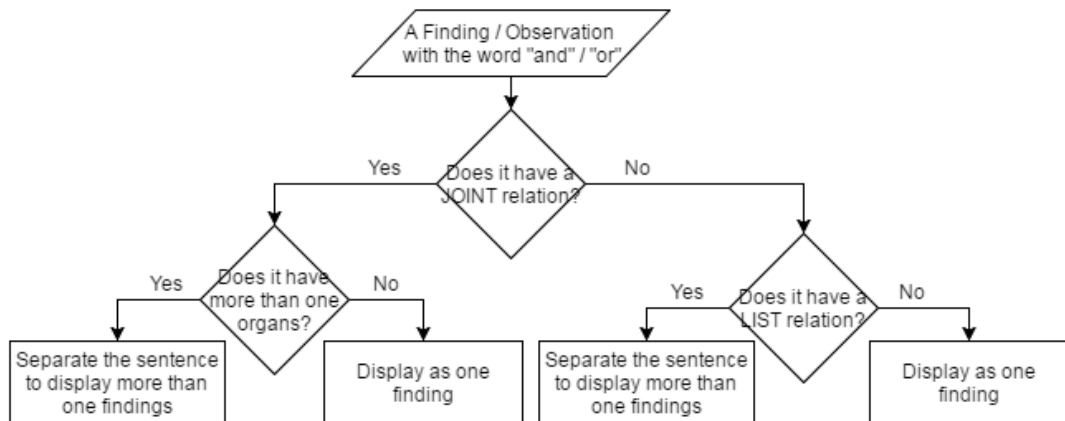 A Finding / Observation
with the word "and" / "or"
Does it have a
JOINT relation?
Yes
No
Does it have
more than one
organs?
Yes
No
Does it have a
LIST relation?
Yes
No
Separate the sentence
to display more than
one findings
Display as one
finding
Separate the sentence
to display more than
one findings
Display as one
finding